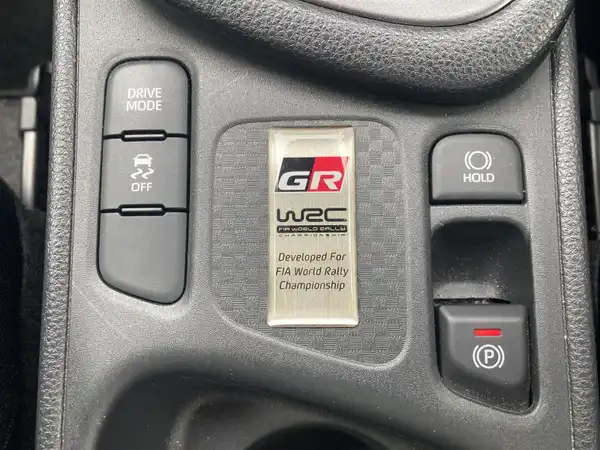 DRIVE
MODE
OFF
GR
WRC
FIA WORLD RALLY
CHAMPIONSHIP
Developed For
FIA World Rally
Championship
HOLD
P